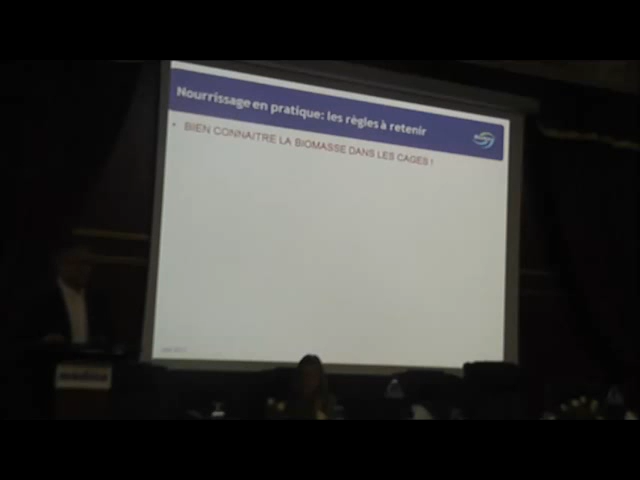 Nourrissage en pratique: les règles à retenir
• BIEN CONNAITRE LA BIOMASSE DANS LES CAGES !